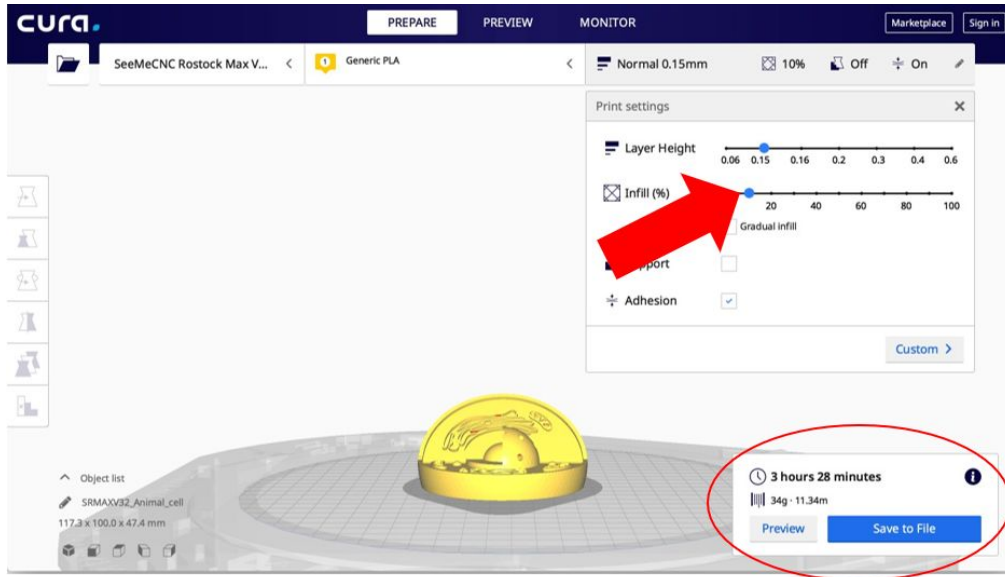 cura.
PREPARE PREVIEW MONITOR Marketplace Sign in
SeeMeCNC Rostock Max V... 1 Generic PLA Normal 0.15mm 10% Off On
Print settings
Layer Height
0.06 0.15 0.16 0.2 0.3 0.4 0.6
Infill (%)
20 40 60 80 100
Gradual infill
Adhesion
Custom
Object list
SRMAXV32_Animal_cell
117.3 x 100.0 x 47.4 mm
3 hours 28 minutes
34g · 11.34m
Preview Save to File